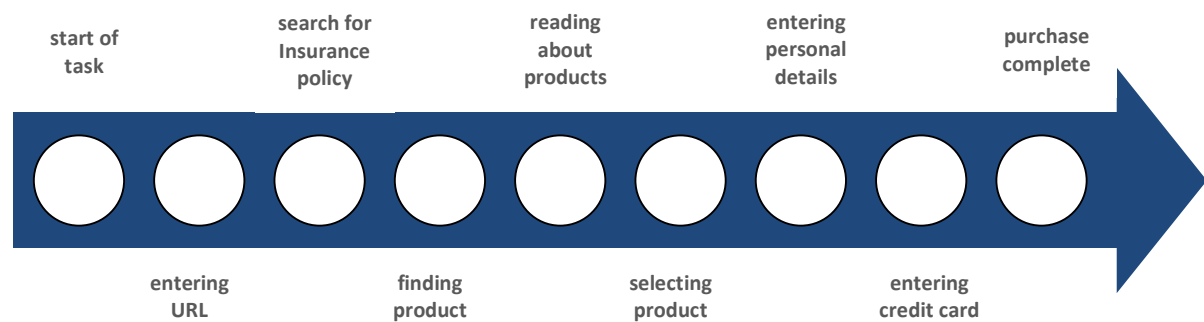 start of
task
entering
URL
search for
Insurance
policy
finding
product
reading
about
products
selecting
product
entering
personal
details
entering
credit card
purchase
complete